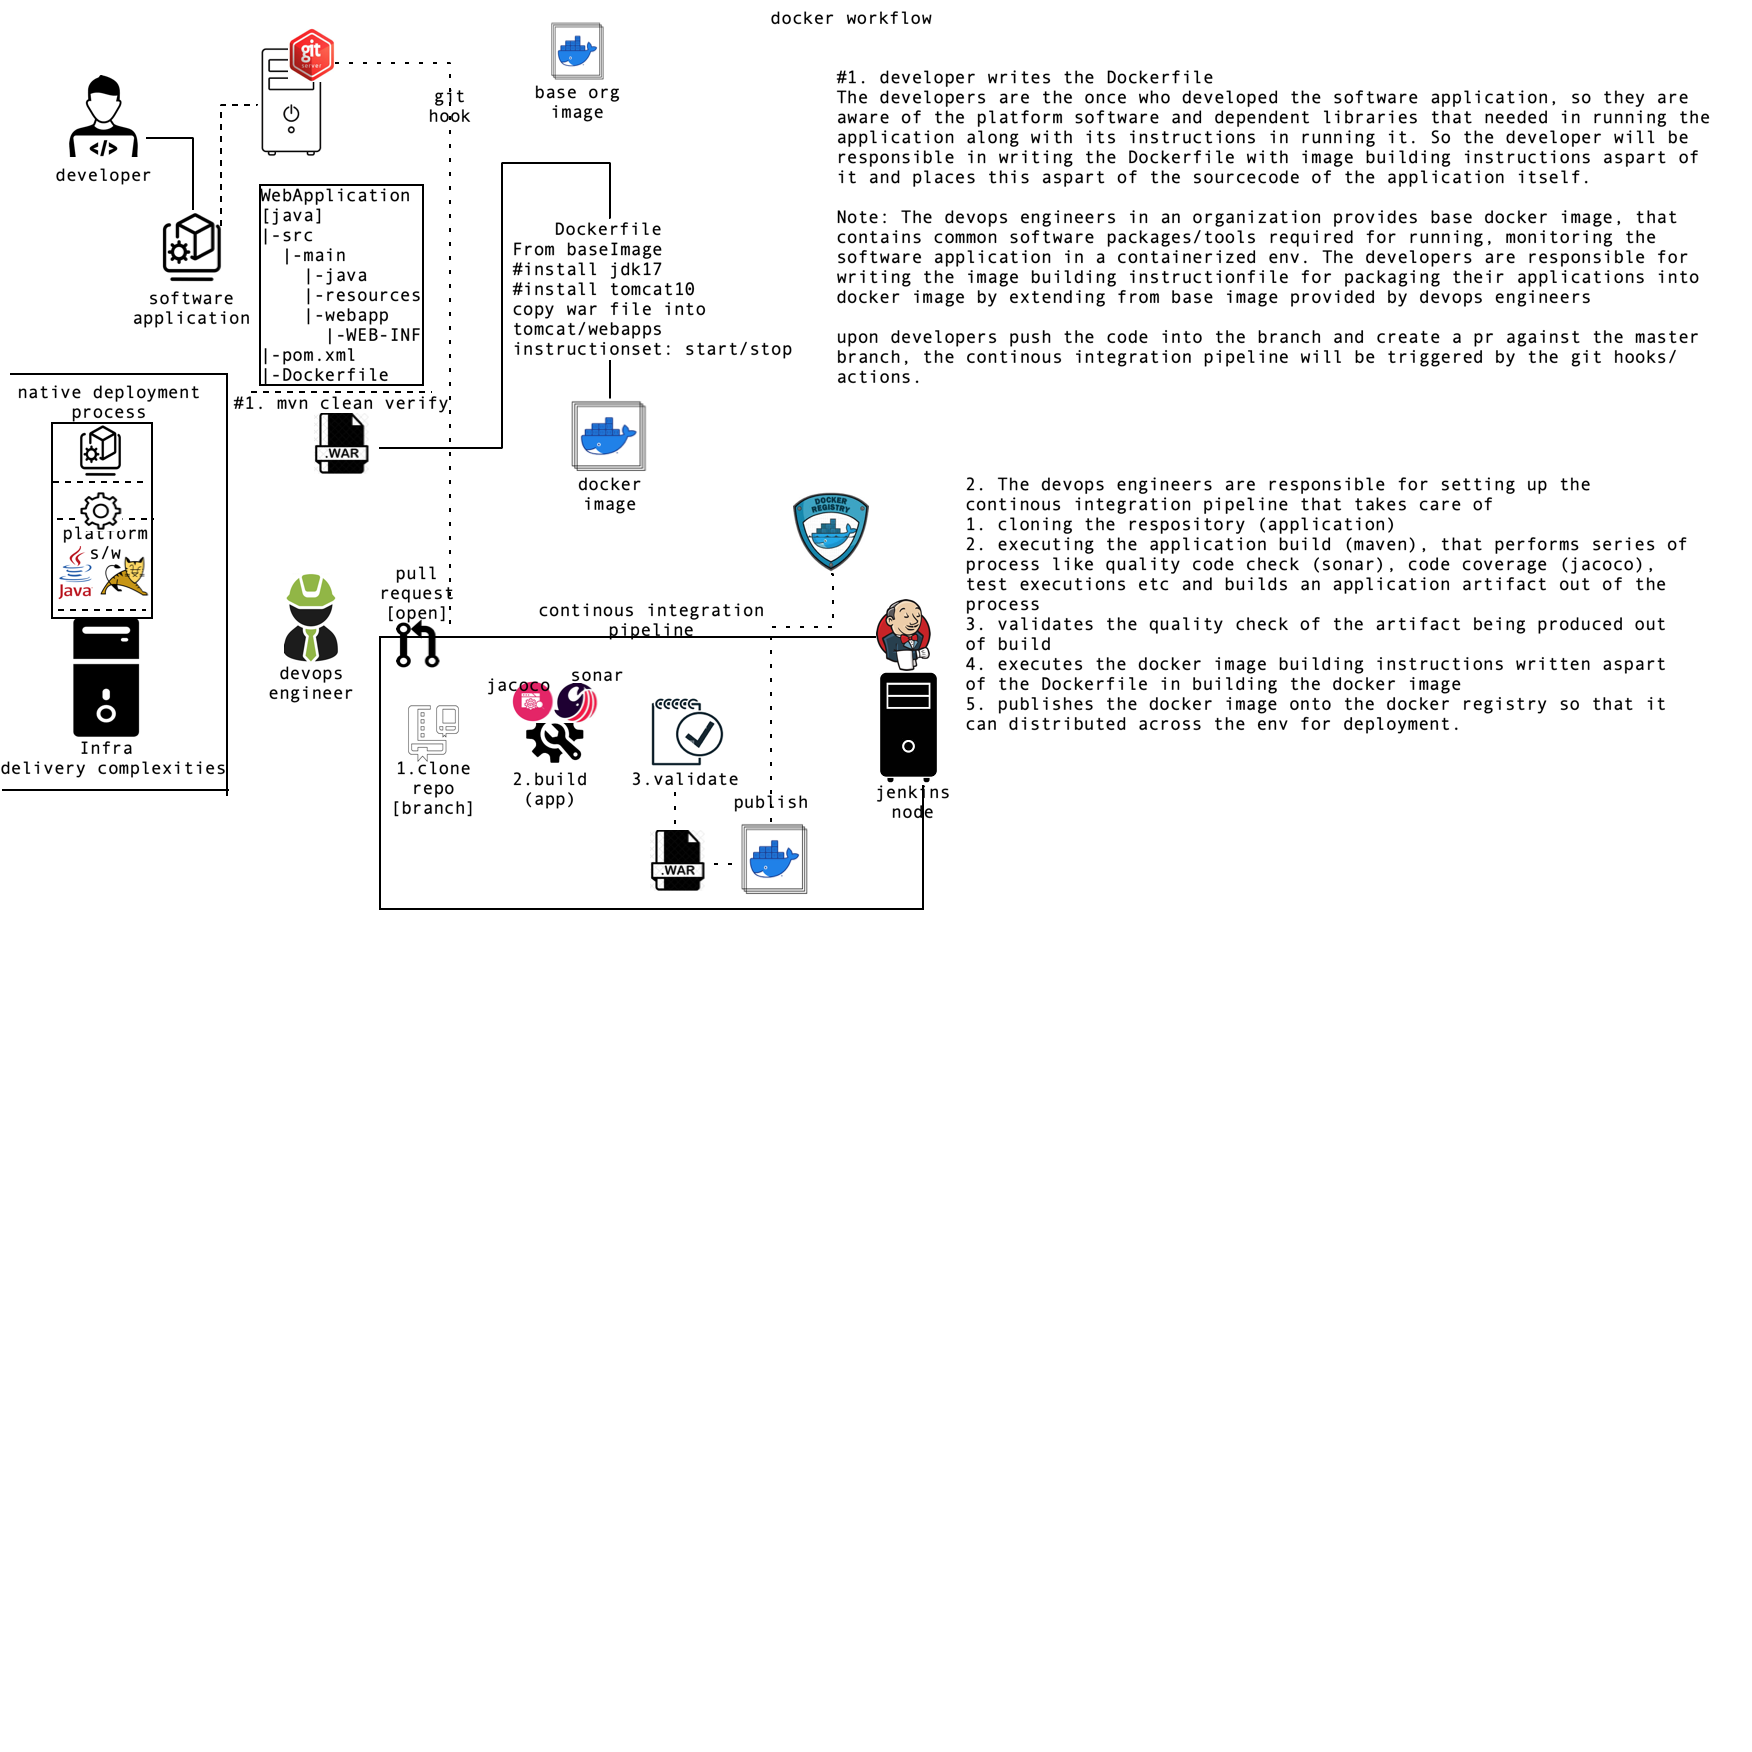 docker workflow
git
server
developer
software
application
git
hook
base org
image
WebApplication
[java]
|-src
|-main
|-java
|-resources
|-webapp
|-WEB-INF
|-pom.xml
|-Dockerfile
#1. mvn clean verify
.WAR
Dockerfile
From baseImage
#install jdk17
#install tomcat10
copy war file into
tomcat/webapps
instructionset: start/stop
docker
image
#1. developer writes the Dockerfile
The developers are the once who developed the software application, so they are
aware of the platform software and dependent libraries that needed in running the
application along with its instructions in running it. So the developer will be
responsible in writing the Dockerfile with image building instructions aspart of
it and places this aspart of the sourcecode of the application itself.
Note: The devops engineers in an organization provides base docker image, that
contains common software packages/tools required for running, monitoring the
software application in a containerized env. The developers are responsible for
writing the image building instructionfile for packaging their applications into
docker image by extending from base image provided by devops engineers
upon developers push the code into the branch and create a pr against the master
branch, the continous integration pipeline will be triggered by the git hooks/
actions.
native deployment
process
platform
s/w
Java
Infra
delivery complexities
devops
engineer
pull
request
[open]
continous integration
pipeline
DOCKER
REGISTRY
jacoco
sonar
1.clone
repo
[branch]
2.build
(app)
3.validate
publish
.WAR
jenkins
node
2. The devops engineers are responsible for setting up the
continous integration pipeline that takes care of
1. cloning the respository (application)
2. executing the application build (maven), that performs series of
process like quality code check (sonar), code coverage (jacoco),
test executions etc and builds an application artifact out of the
process
3. validates the quality check of the artifact being produced out
of build
4. executes the docker image building instructions written aspart
of the Dockerfile in building the docker image
5. publishes the docker image onto the docker registry so that it
can distributed across the env for deployment.